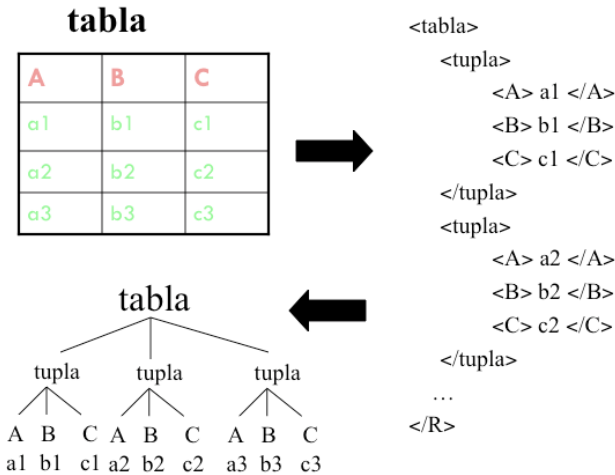 tabla
A B C
a1 b1 c1
a2 b2 c2
a3 b3 c3
<tabla>
<tupla>
<A> a1 </A>
<B> b1 </B>
<C> c1 </C>
</tupla>
<tupla>
<A> a2 </A>
<B> b2 </B>
<C> c2 </C>
</tupla>
...
</R>
tabla
tupla tupla tupla
A B C A B C A B C
a1 b1 c1 a2 b2 c2 a3 b3 c3